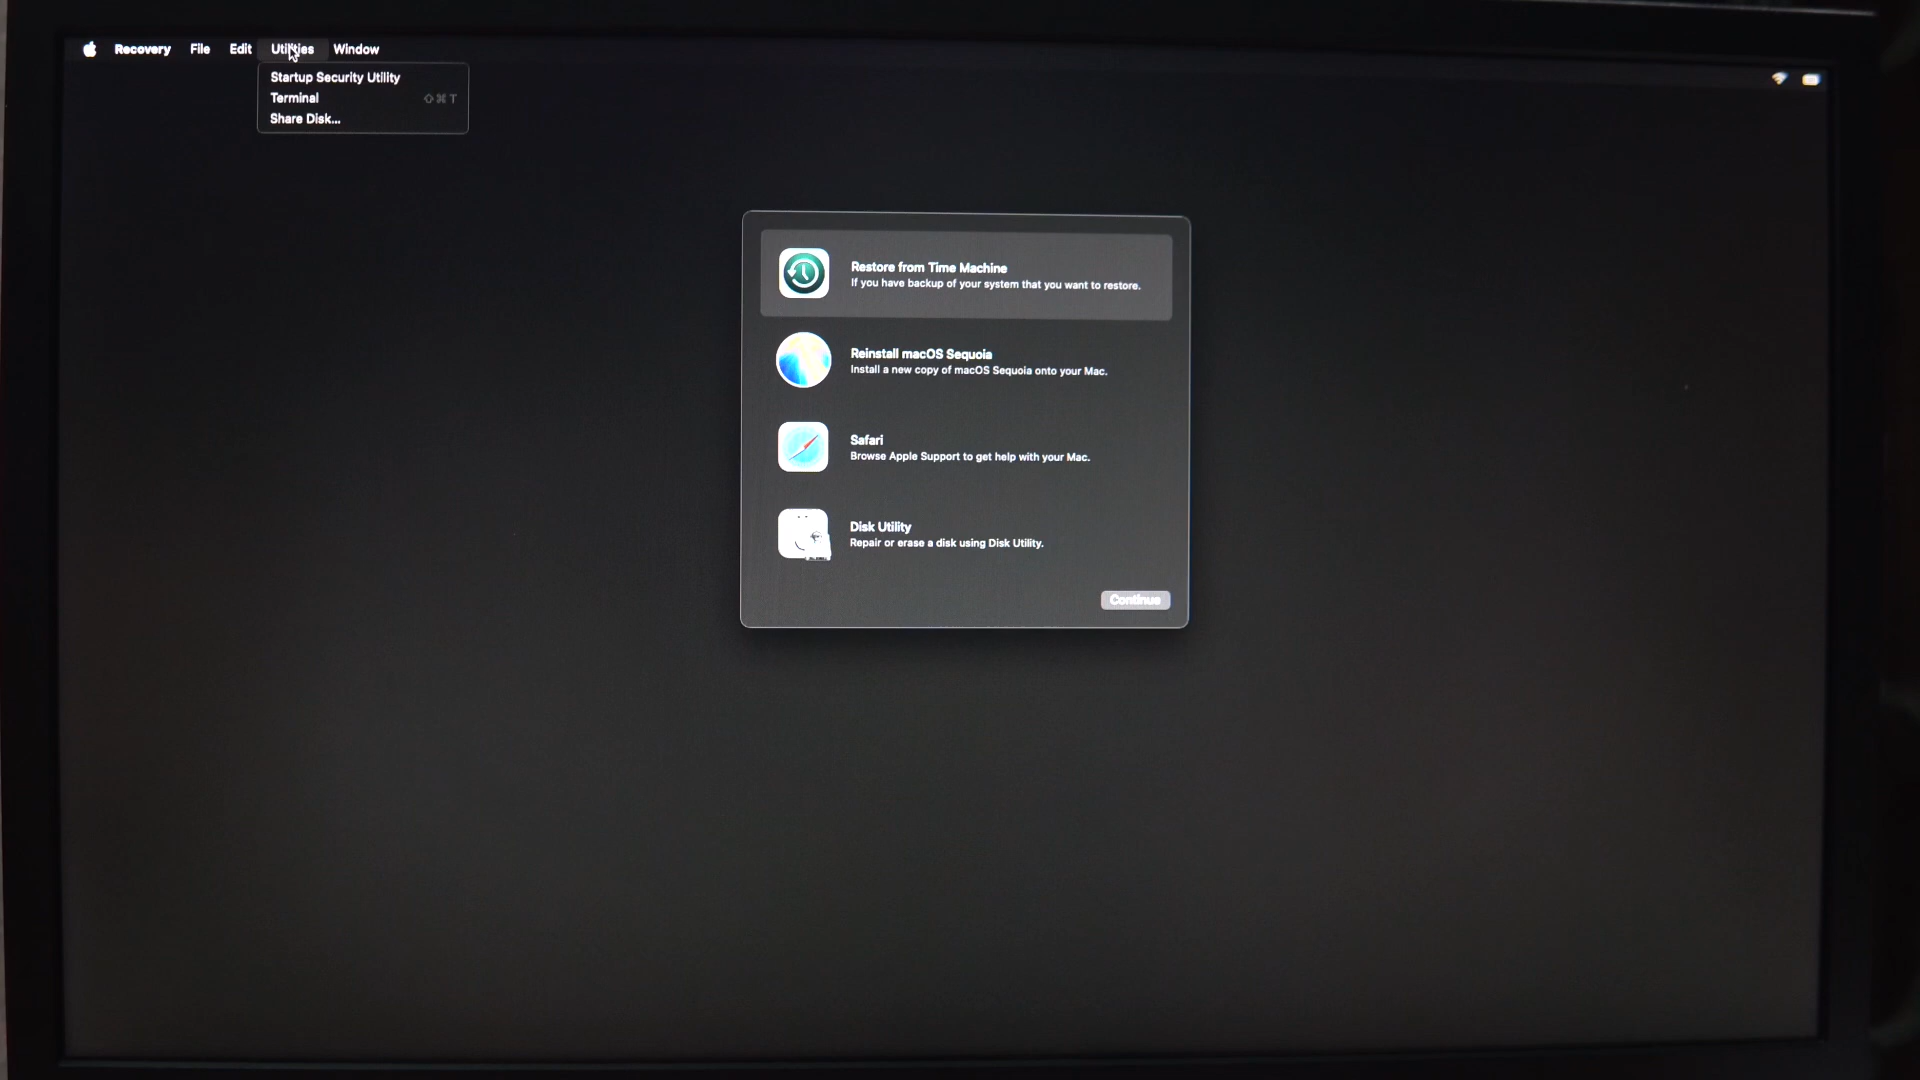 Recovery File Edit Utilities Window
Startup Security Utility
Terminal ⇧⌘T
Share Disk...
Restore from Time Machine
If you have backup of your system that you want to restore.
Reinstall macOS Sequoia
Install a new copy of macOS Sequoia onto your Mac.
Safari
Browse Apple Support to get help with your Mac.
Disk Utility
Repair or erase a disk using Disk Utility.
Continue